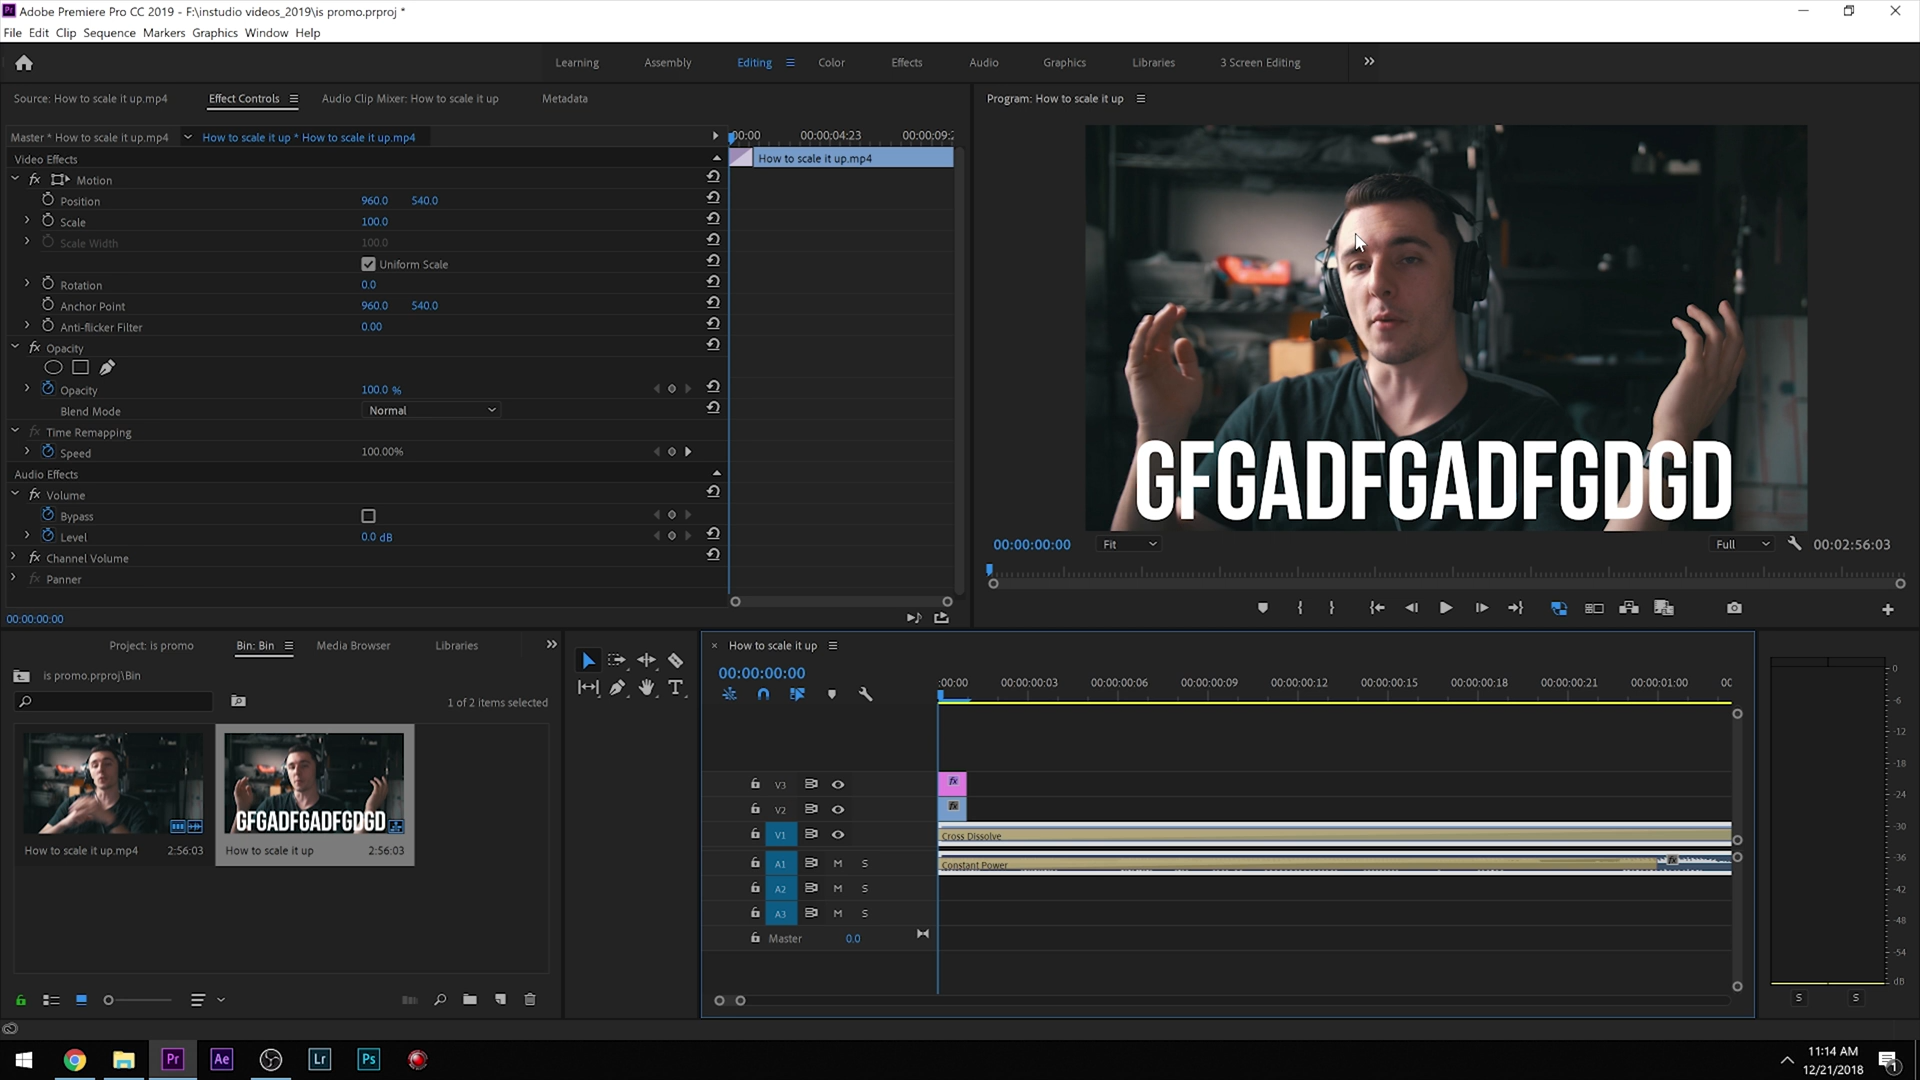 Adobe Premiere Pro CC 2019 - F:\instudio videos_2019\is promo.prproj *
File Edit Clip Sequence Markers Graphics Window Help
Learning Assembly Editing Color Effects Audio Graphics Libraries 3 Screen Editing
Source: How to scale it up.mp4 Effect Controls Audio Clip Mixer: How to scale it up Metadata
Master * How to scale it up.mp4 How to scale it up * How to scale it up.mp4
:00:00 00:00:04:23 00:00:09:2
Video Effects
How to scale it up.mp4
fx Motion
Position 960.0 540.0
Scale 100.0
Scale Width 100.0
Uniform Scale
Rotation 0.0
Anchor Point 960.0 540.0
Anti-flicker Filter 0.00
fx Opacity
Opacity 100.0 %
Blend Mode Normal
fx Time Remapping
Speed 100.00%
Audio Effects
fx Volume
Bypass
Level 0.0 dB
fx Channel Volume
fx Panner
00:00:00:00
Program: How to scale it up
GFGADFGADFGDGD
00:00:00:00 Fit Full 00:02:56:03
Project: is promo Bin: Bin Media Browser Libraries
is promo.prproj\Bin
1 of 2 items selected
GFGADFGADFGDGD
How to scale it up.mp4 2:56:03
How to scale it up 2:56:03
× How to scale it up
00:00:00:00
:00:00 00:00:00:03 00:00:00:06 00:00:00:09 00:00:00:12 00:00:00:15 00:00:00:18 00:00:00:21 00:00:01:00 00
V3 fx
V2 fx
V1 Cross Dissolve
A1 M S Constant Power fx
A2 M S
A3 M S
Master 0.0
0
-6
-12
-18
-24
-30
-36
-42
-48
-54
dB
S S
Pr Ae Lr Ps
11:14 AM
12/21/2018
1